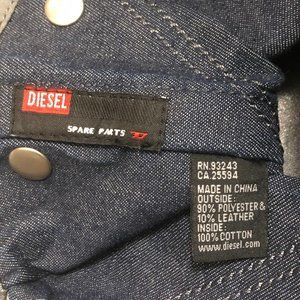 DIESEL
SPARE PARTS
RN.93243
CA.25594
MADE IN CHINA
OUTSIDE:
90% POLYESTER &
10% LEATHER
INSIDE:
100% COTTON
www.diesel.com